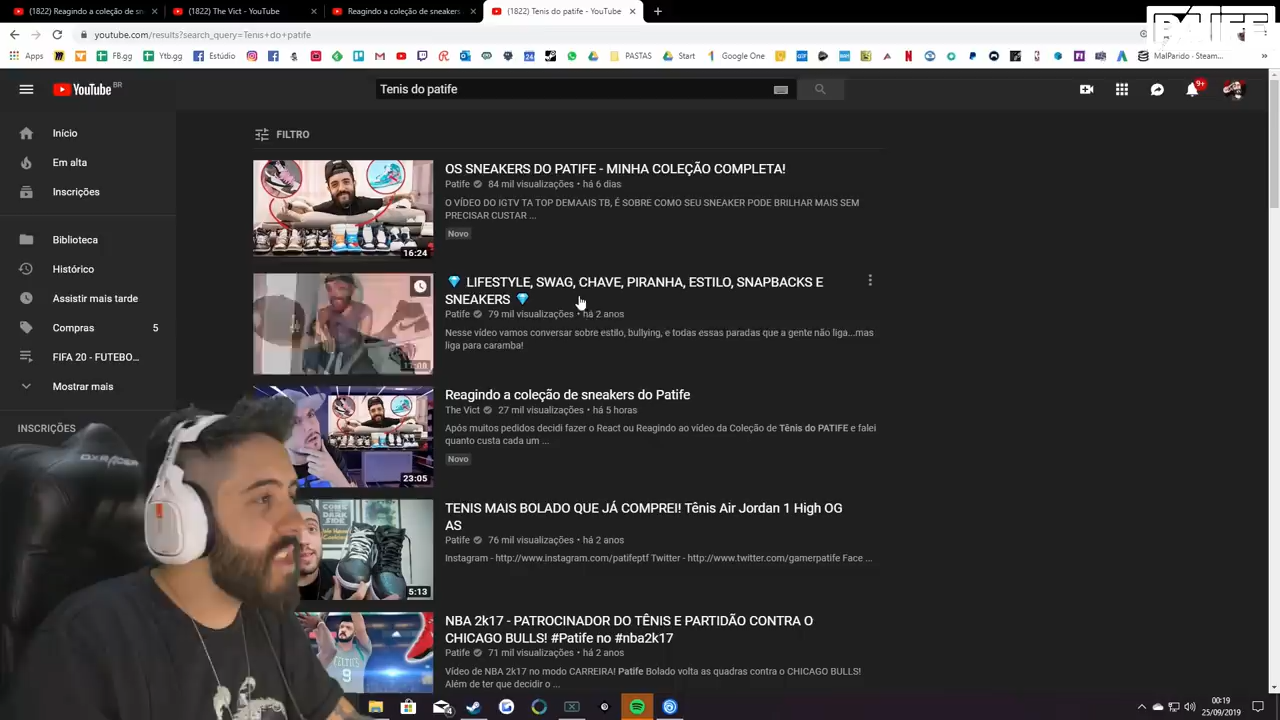 (1822) Reagindo a coleção de sn
(1822) The Vict - YouTube
Reagindo a coleção de sneakers
(1822) Tenis do patife - YouTube
PATIFE
youtube.com/results?search_query=Tenis+do+patife
FB.gg
Ytb.gg
Estúdio
PASTAS
Start
Google One
MalParido - Steam...
YouTube BR
Tenis do patife
9+
Início
Em alta
Inscrições
Biblioteca
Histórico
Assistir mais tarde
Compras 5
FIFA 20 - FUTEBO...
Mostrar mais
INSCRIÇÕES
FILTRO
OS SNEAKERS DO PATIFE - MINHA COLEÇÃO COMPLETA!
Patife 84 mil visualizações • há 6 dias
O VÍDEO DO IGTV TA TOP DEMAAIS TB, É SOBRE COMO SEU SNEAKER PODE BRILHAR MAIS SEM
PRECISAR CUSTAR ...
Novo
16:24
💎 LIFESTYLE, SWAG, CHAVE, PIRANHA, ESTILO, SNAPBACKS E
SNEAKERS 💎
Patife 79 mil visualizações • há 2 anos
Nesse vídeo vamos conversar sobre estilo, bullying, e todas essas paradas que a gente não liga...mas
liga para caramba!
Reagindo a coleção de sneakers do Patife
The Vict 27 mil visualizações • há 5 horas
Após muitos pedidos decidi fazer o React ou Reagindo ao vídeo da Coleção de Tênis do PATIFE e falei
quanto custa cada um ...
Novo
23:05
TENIS MAIS BOLADO QUE JÁ COMPREI!! Tênis Air Jordan 1 High OG
AS
Patife 76 mil visualizações • há 2 anos
Instagram - http://www.instagram.com/patifeptf Twitter - http://www.twitter.com/gamerpatife Face ...
COME
DARK
SIDE
5:13
NBA 2k17 - PATROCINADOR DO TÊNIS E PARTIDÃO CONTRA O
CHICAGO BULLS! #Patife no #nba2k17
Patife 71 mil visualizações • há 2 anos
Vídeo de NBA 2k17 no modo CARREIRA! Patife Bolado volta as quadras contra o CHICAGO BULLS!
Além de ter que decidir o ...
CELTICS
9
DXRACER
00:19
25/09/2019